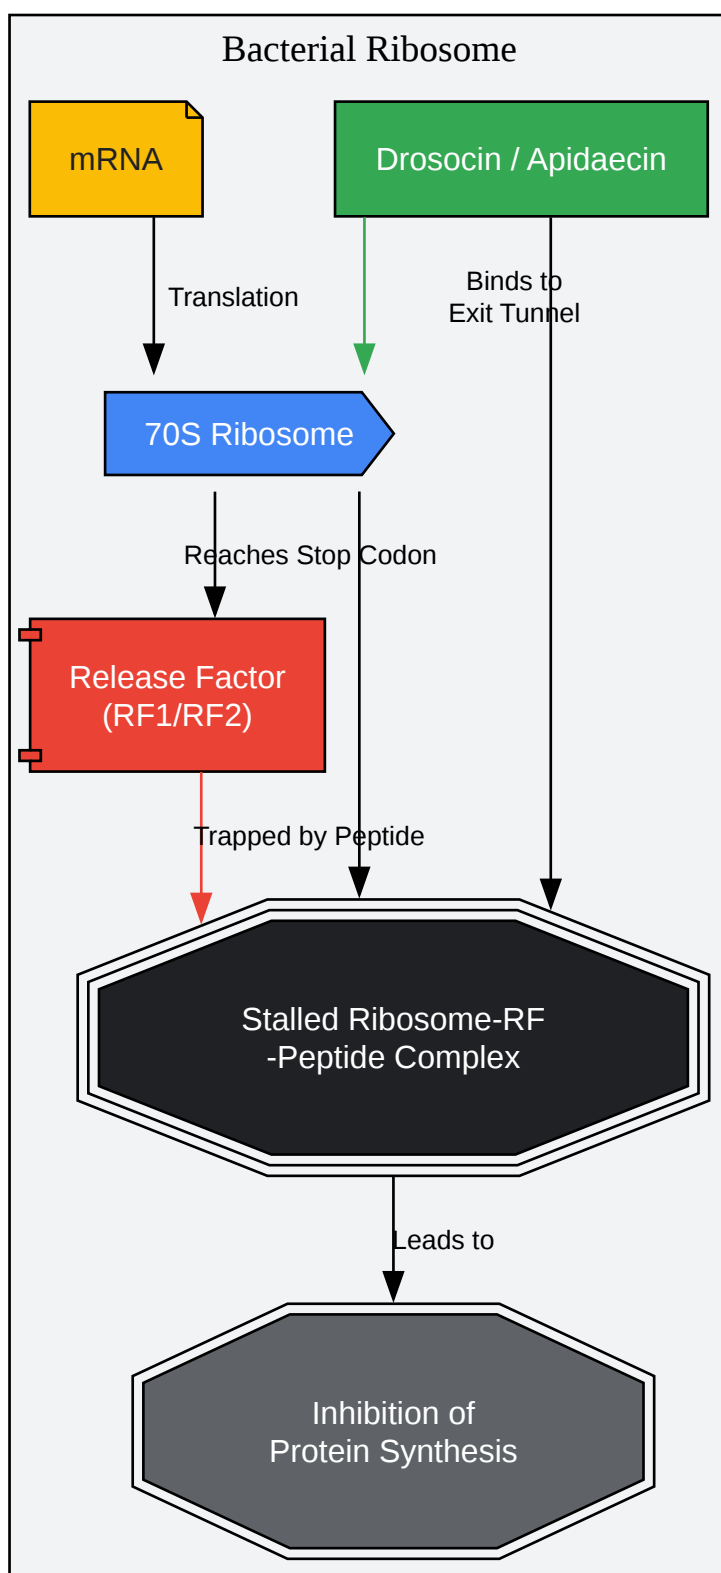 Bacterial Ribosome
mRNA
Drosocin / Apidaecin
Translation
Binds to
Exit Tunnel
70S Ribosome
Reaches Stop Codon
Release Factor
(RF1/RF2)
Trapped by Peptide
Stalled Ribosome-RF
-Peptide Complex
Leads to
Inhibition of
Protein Synthesis